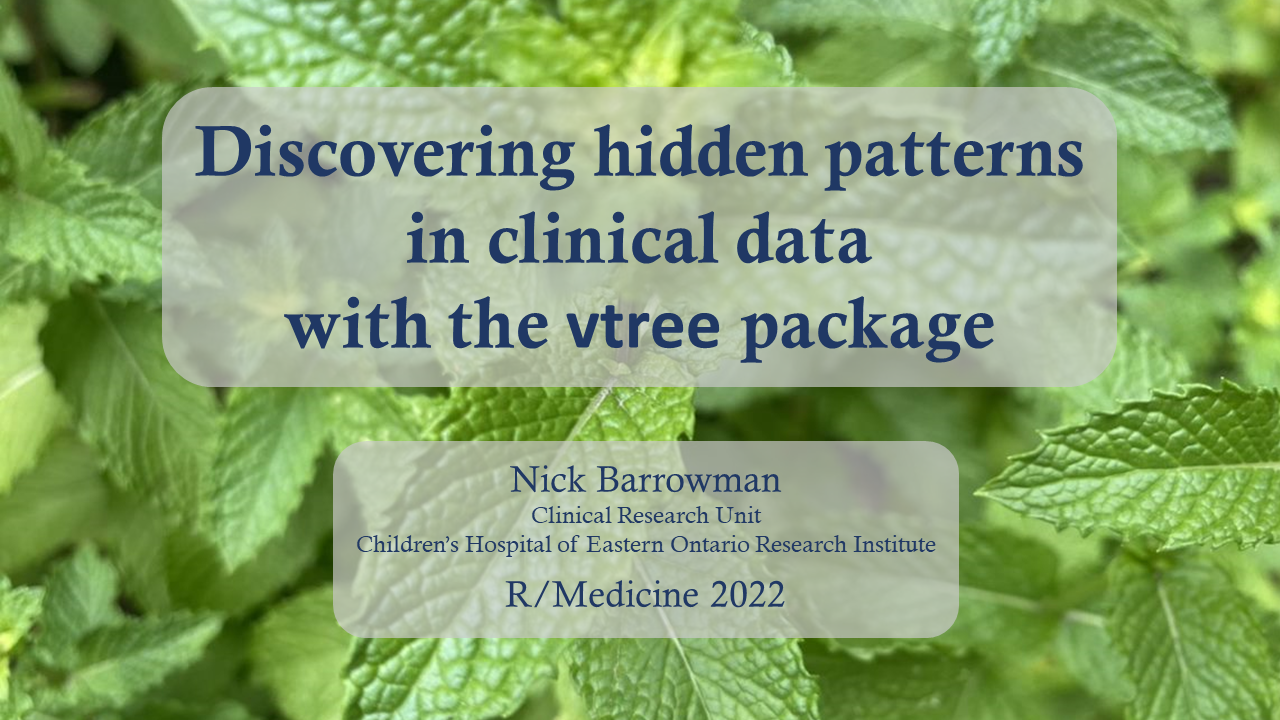 Discovering hidden patterns
in clinical data
with the vtree package
Nick Barrowman
Clinical Research Unit
Children’s Hospital of Eastern Ontario Research Institute
R/Medicine 2022